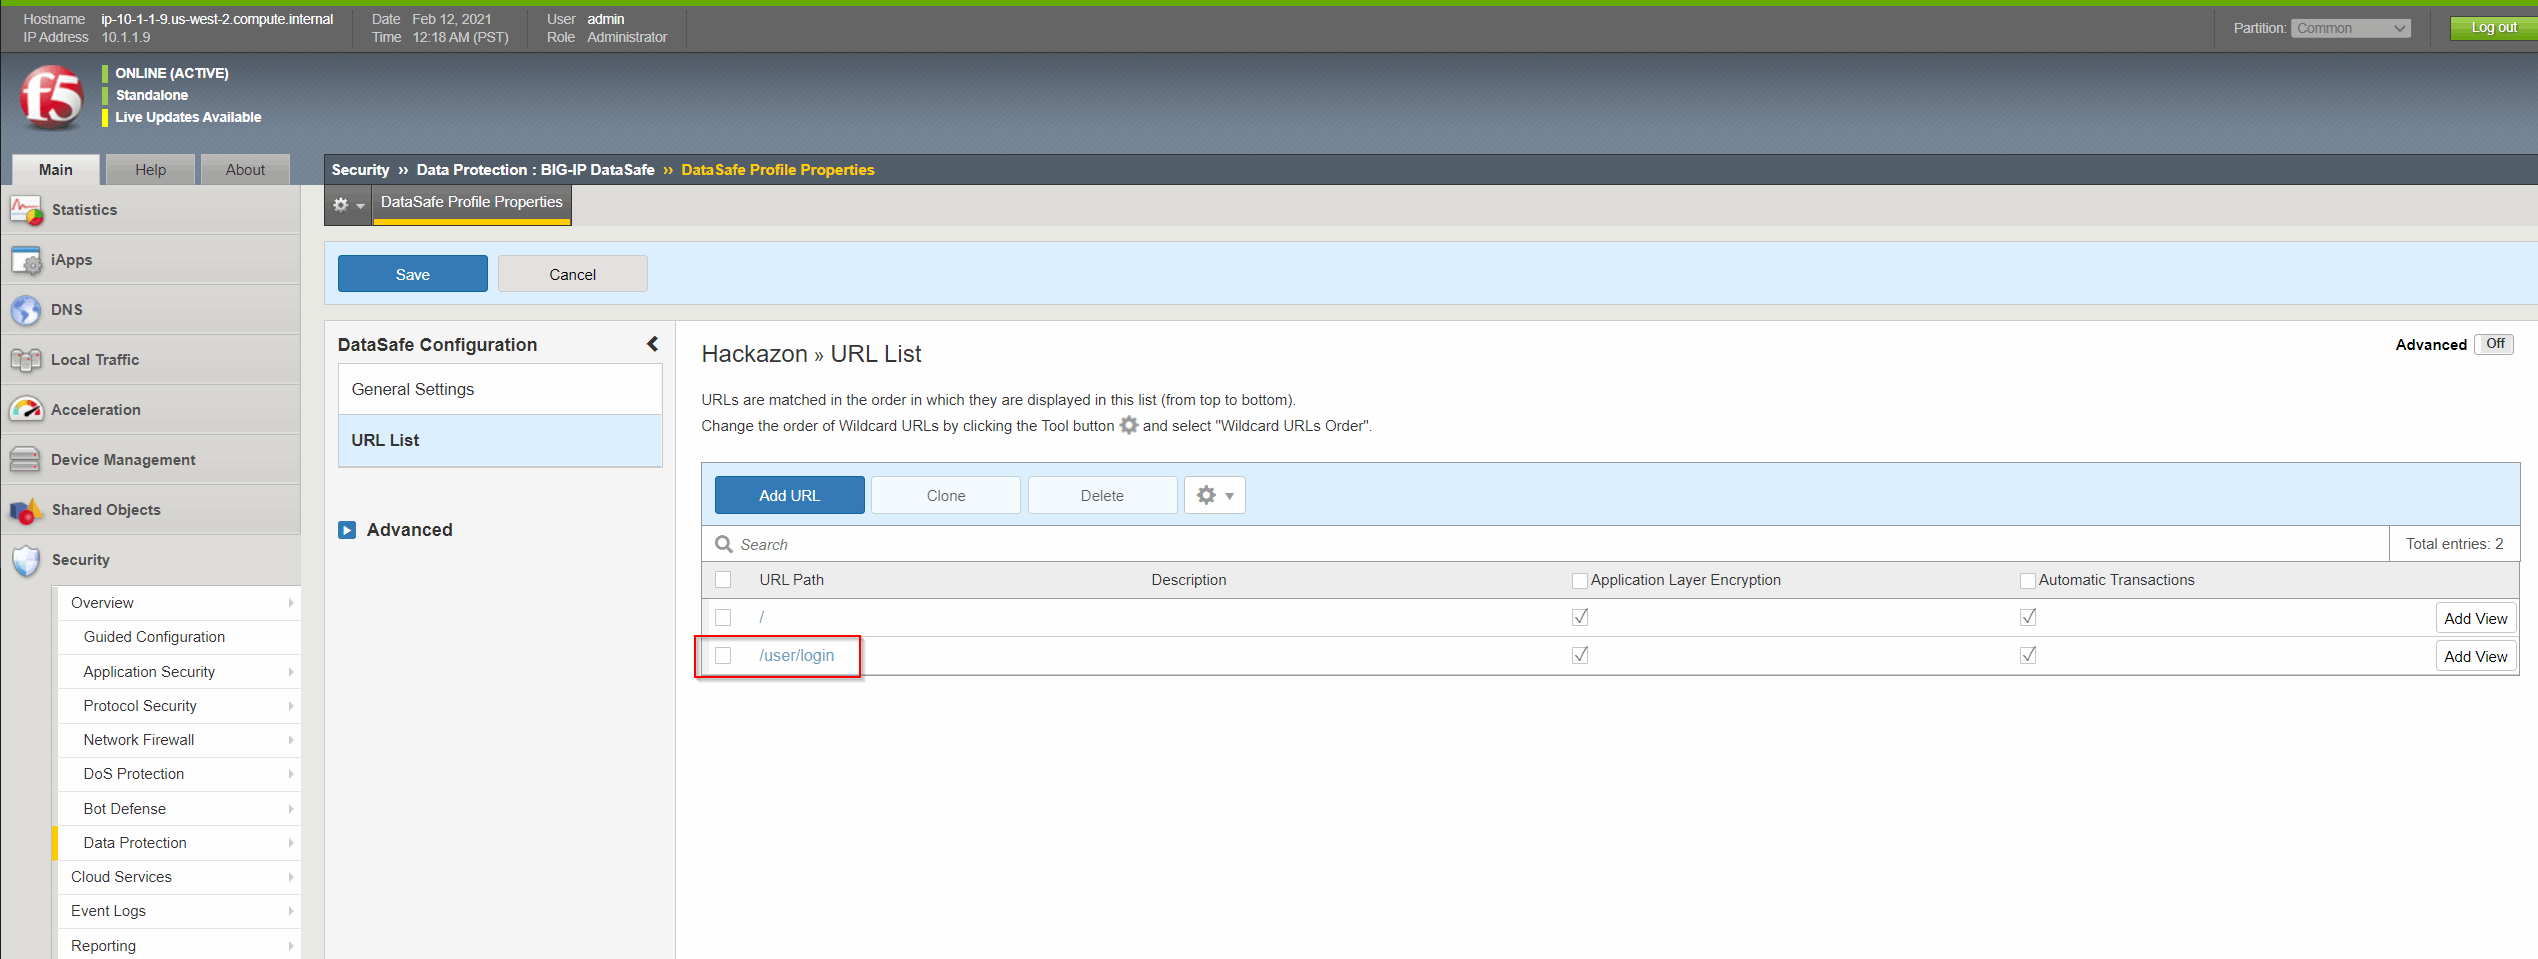 Hostname ip-10-1-1-9.us-west-2.compute.internal Date Feb 12, 2021 User admin Partition: Common Log out
IP Address 10.1.1.9 Time 12:18 AM (PST) Role Administrator
f5
ONLINE (ACTIVE)
Standalone
Live Updates Available
Main Help About
Security ›› Data Protection : BIG-IP DataSafe ›› DataSafe Profile Properties
DataSafe Profile Properties
Statistics
iApps
DNS
Local Traffic
Acceleration
Device Management
Shared Objects
Security
Overview
Guided Configuration
Application Security
Protocol Security
Network Firewall
DoS Protection
Bot Defense
Data Protection
Cloud Services
Event Logs
Reporting
Save Cancel
DataSafe Configuration
General Settings
URL List
Advanced
Hackazon » URL List
Advanced Off
URLs are matched in the order in which they are displayed in this list (from top to bottom).
Change the order of Wildcard URLs by clicking the Tool button and select "Wildcard URLs Order".
Add URL Clone Delete
Search Total entries: 2
URL Path Description Application Layer Encryption Automatic Transactions
/ Add View
/user/login Add View